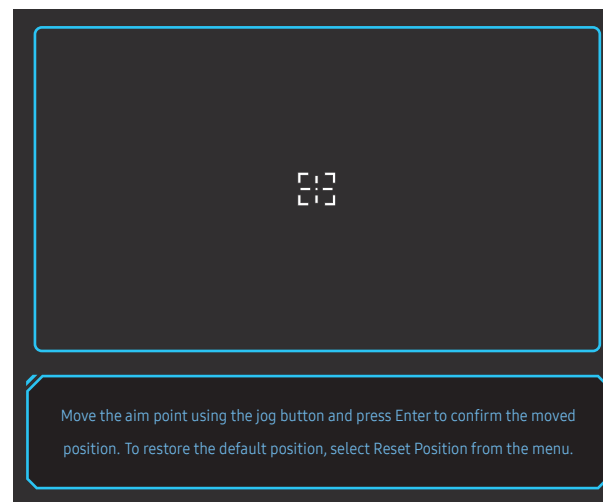 Move the aim point using the jog button and press Enter to confirm the moved
position. To restore the default position, select Reset Position from the menu.